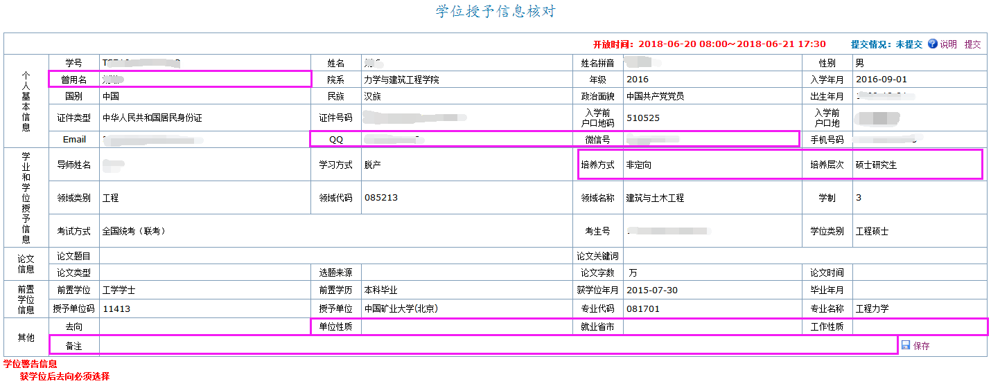 学位授予信息核对
开放时间：2018-06-20 08:00～2018-06-21 17:30 提交情况：未提交 说明 提交
个人基本信息
学号 姓名 姓名拼音 性别 男
曾用名 院系 力学与建筑工程学院 年级 2016 入学年月 2016-09-01
国别 中国 民族 汉族 政治面貌 中国共产党党员 出生年月
证件类型 中华人民共和国居民身份证 证件号码 入学前户口地码 510525 入学前户口地
Email QQ 微信号 手机号码
学业和学位授予信息
导师姓名 学习方式 脱产 培养方式 非定向 培养层次 硕士研究生
领域类别 工程 领域代码 085213 领域名称 建筑与土木工程 学制 3
考试方式 全国统考（联考） 考生号 学位类别 工程硕士
论文信息
论文题目 论文关键词
论文类型 选题来源 论文字数 万 论文时间
前置学位信息
前置学位 工学学士 前置学历 本科毕业 获学位年月 2015-07-30 毕业年月
授予单位码 11413 授予单位 中国矿业大学(北京) 专业代码 081701 专业名称 工程力学
其他
去向 单位性质 就业省市 工作性质
备注 保存
学位警告信息
获学位后去向必须选择